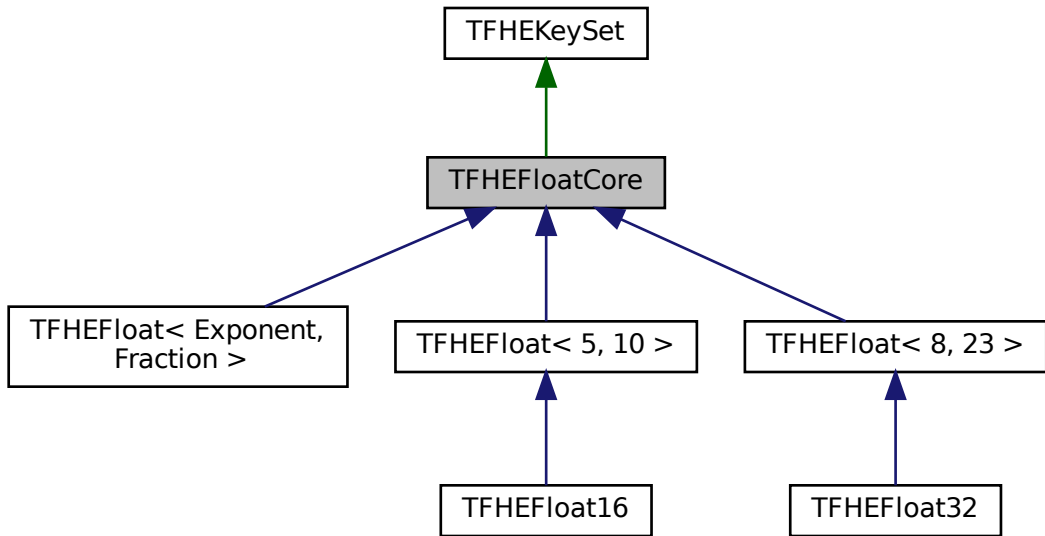 TFHEKeySet
TFHEFloatCore
TFHEFloat< Exponent,
Fraction >
TFHEFloat< 5, 10 >
TFHEFloat< 8, 23 >
TFHEFloat16
TFHEFloat32